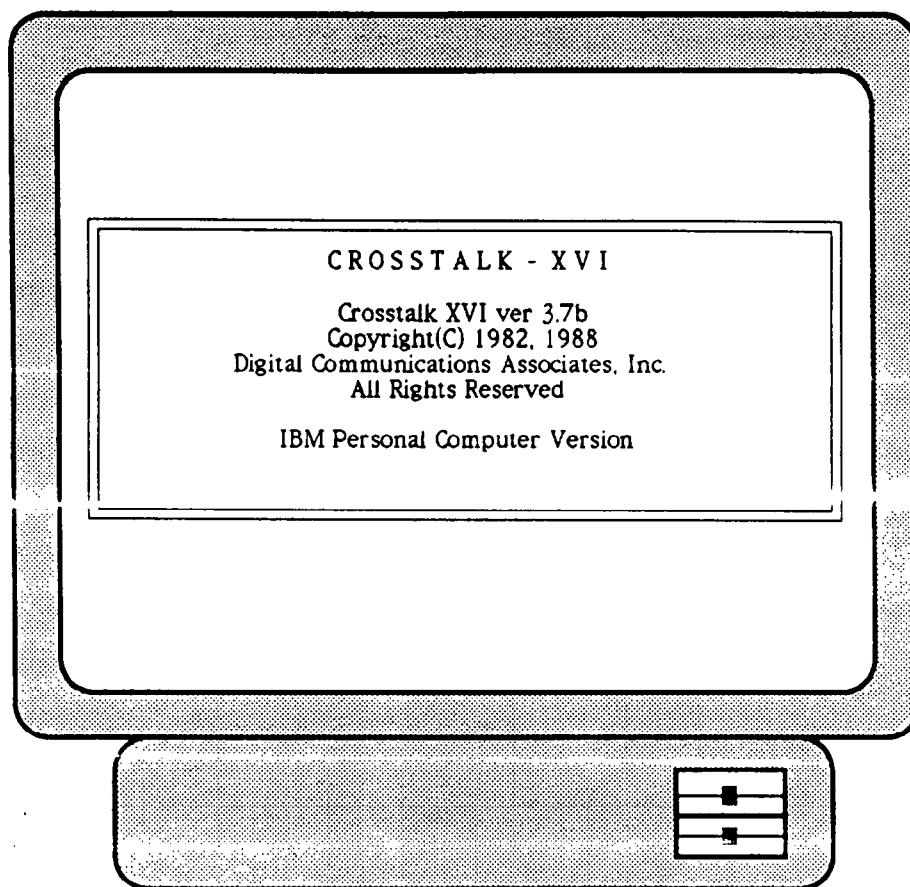 CROSSTALK - XVI
Crosstalk XVI ver 3.7b
Copyright(C) 1982, 1988
Digital Communications Associates, Inc.
All Rights Reserved
IBM Personal Computer Version